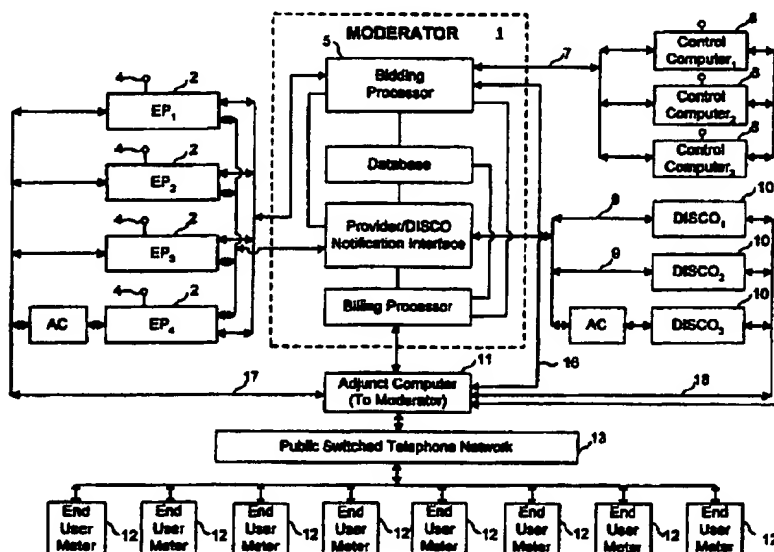 MODERATOR 1
5
Bidding
Processor
Database
Provider/DISCO
Notification Interface
Billing Processor
4 2
EP1
4 2
EP2
4 2
EP3
4 2
AC EP4
7
8
Control
Computer1
8
Control
Computer2
8
Control
Computer3
9 10
DISCO1
9 10
DISCO2
10
AC DISCO3
11
16
17
18
Adjunct Computer
(To Moderator)
Public Switched Telephone Network 13
End
User
Meter 12
End
User
Meter 12
End
User
Meter 12
End
User
Meter 12
End
User
Meter 12
End
User
Meter 12
End
User
Meter 12
End
User
Meter